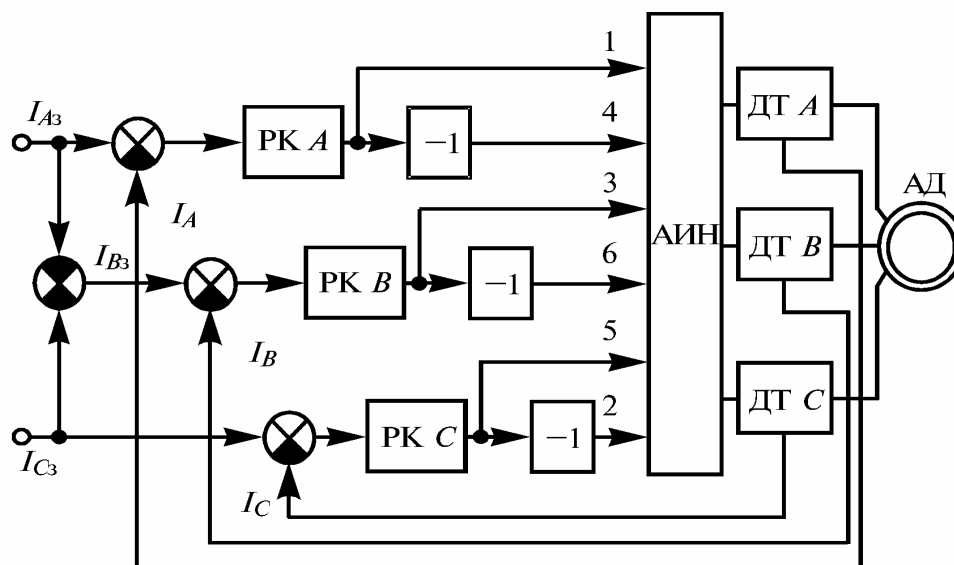 1
I_Aз
РК A
−1
4
ДТ A
АД
I_A
3
I_Bз
РК B
−1
6
АИН
ДТ B
I_B
5
I_Cз
РК C
−1
2
ДТ C
I_C